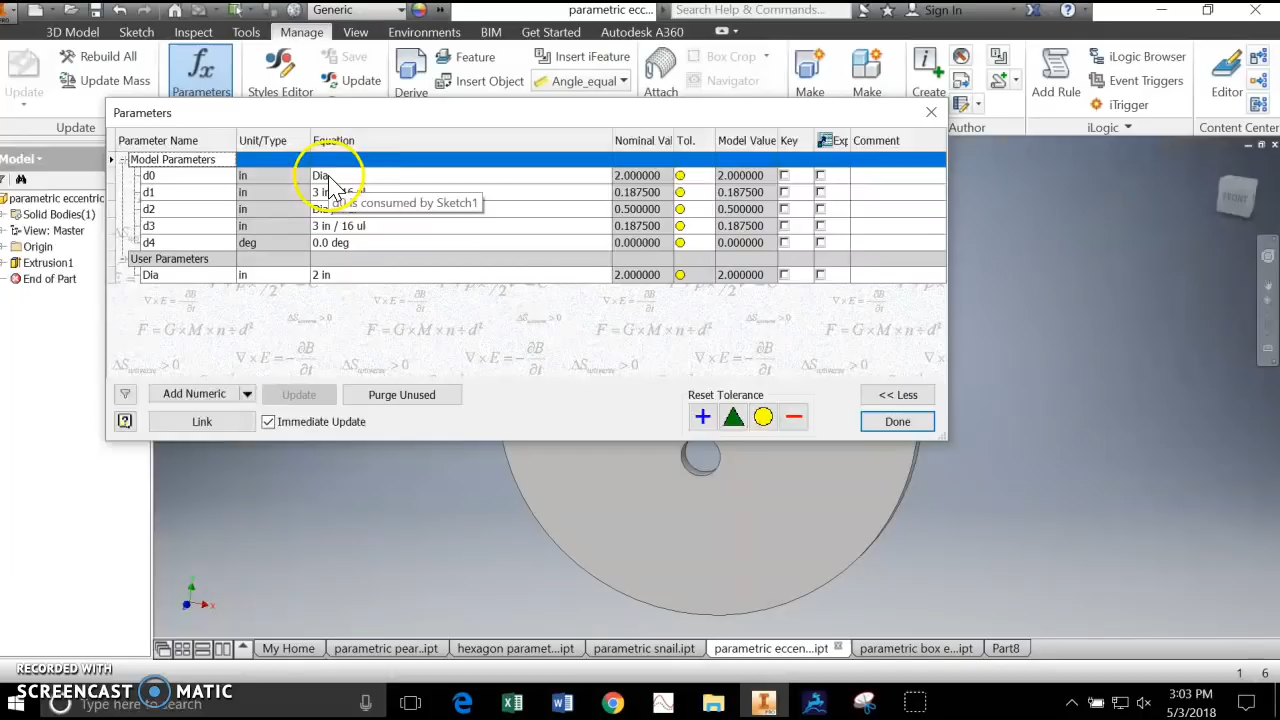 Generic
parametric ecc...
Search Help & Commands...
Sign In
3D Model
Sketch
Inspect
Tools
Manage
View
Environments
BIM
Get Started
Autodesk A360
Update
Rebuild All
Update Mass
Update
fx
Parameters
Styles Editor
Save
Update
Derive
Feature
Insert Object
Insert iFeature
Angle_equal
Attach
Box Crop
Navigator
Make
Make
Create
Author
Add Rule
iLogic Browser
Event Triggers
iTrigger
iLogic
Editor
Content Center
Parameters
Parameter Name Unit/Type Equation Nominal Val Tol. Model Value Key Exp Comment
Model Parameters
d0 in Dia 2.000000 2.000000
d1 in 3 in 0.187500 0.187500
d0 is consumed by Sketch1
d2 in 0.500000 0.500000
d3 in 3 in / 16 ul 0.187500 0.187500
d4 deg 0.0 deg 0.000000 0.000000
User Parameters
Dia in 2 in 2.000000 2.000000
Add Numeric
Update
Purge Unused
Reset Tolerance
<< Less
Link
Immediate Update
Done
Model
parametric eccentric
Solid Bodies(1)
View: Master
Origin
Extrusion1
End of Part
FRONT
My Home
parametric pear..ipt
hexagon paramet...ipt
parametric snail.ipt
parametric eccen...ipt
parametric box e...ipt
Part8
1 6
RECORDED WITH
SCREENCAST MATIC
Type here to search
3:03 PM
5/3/2018